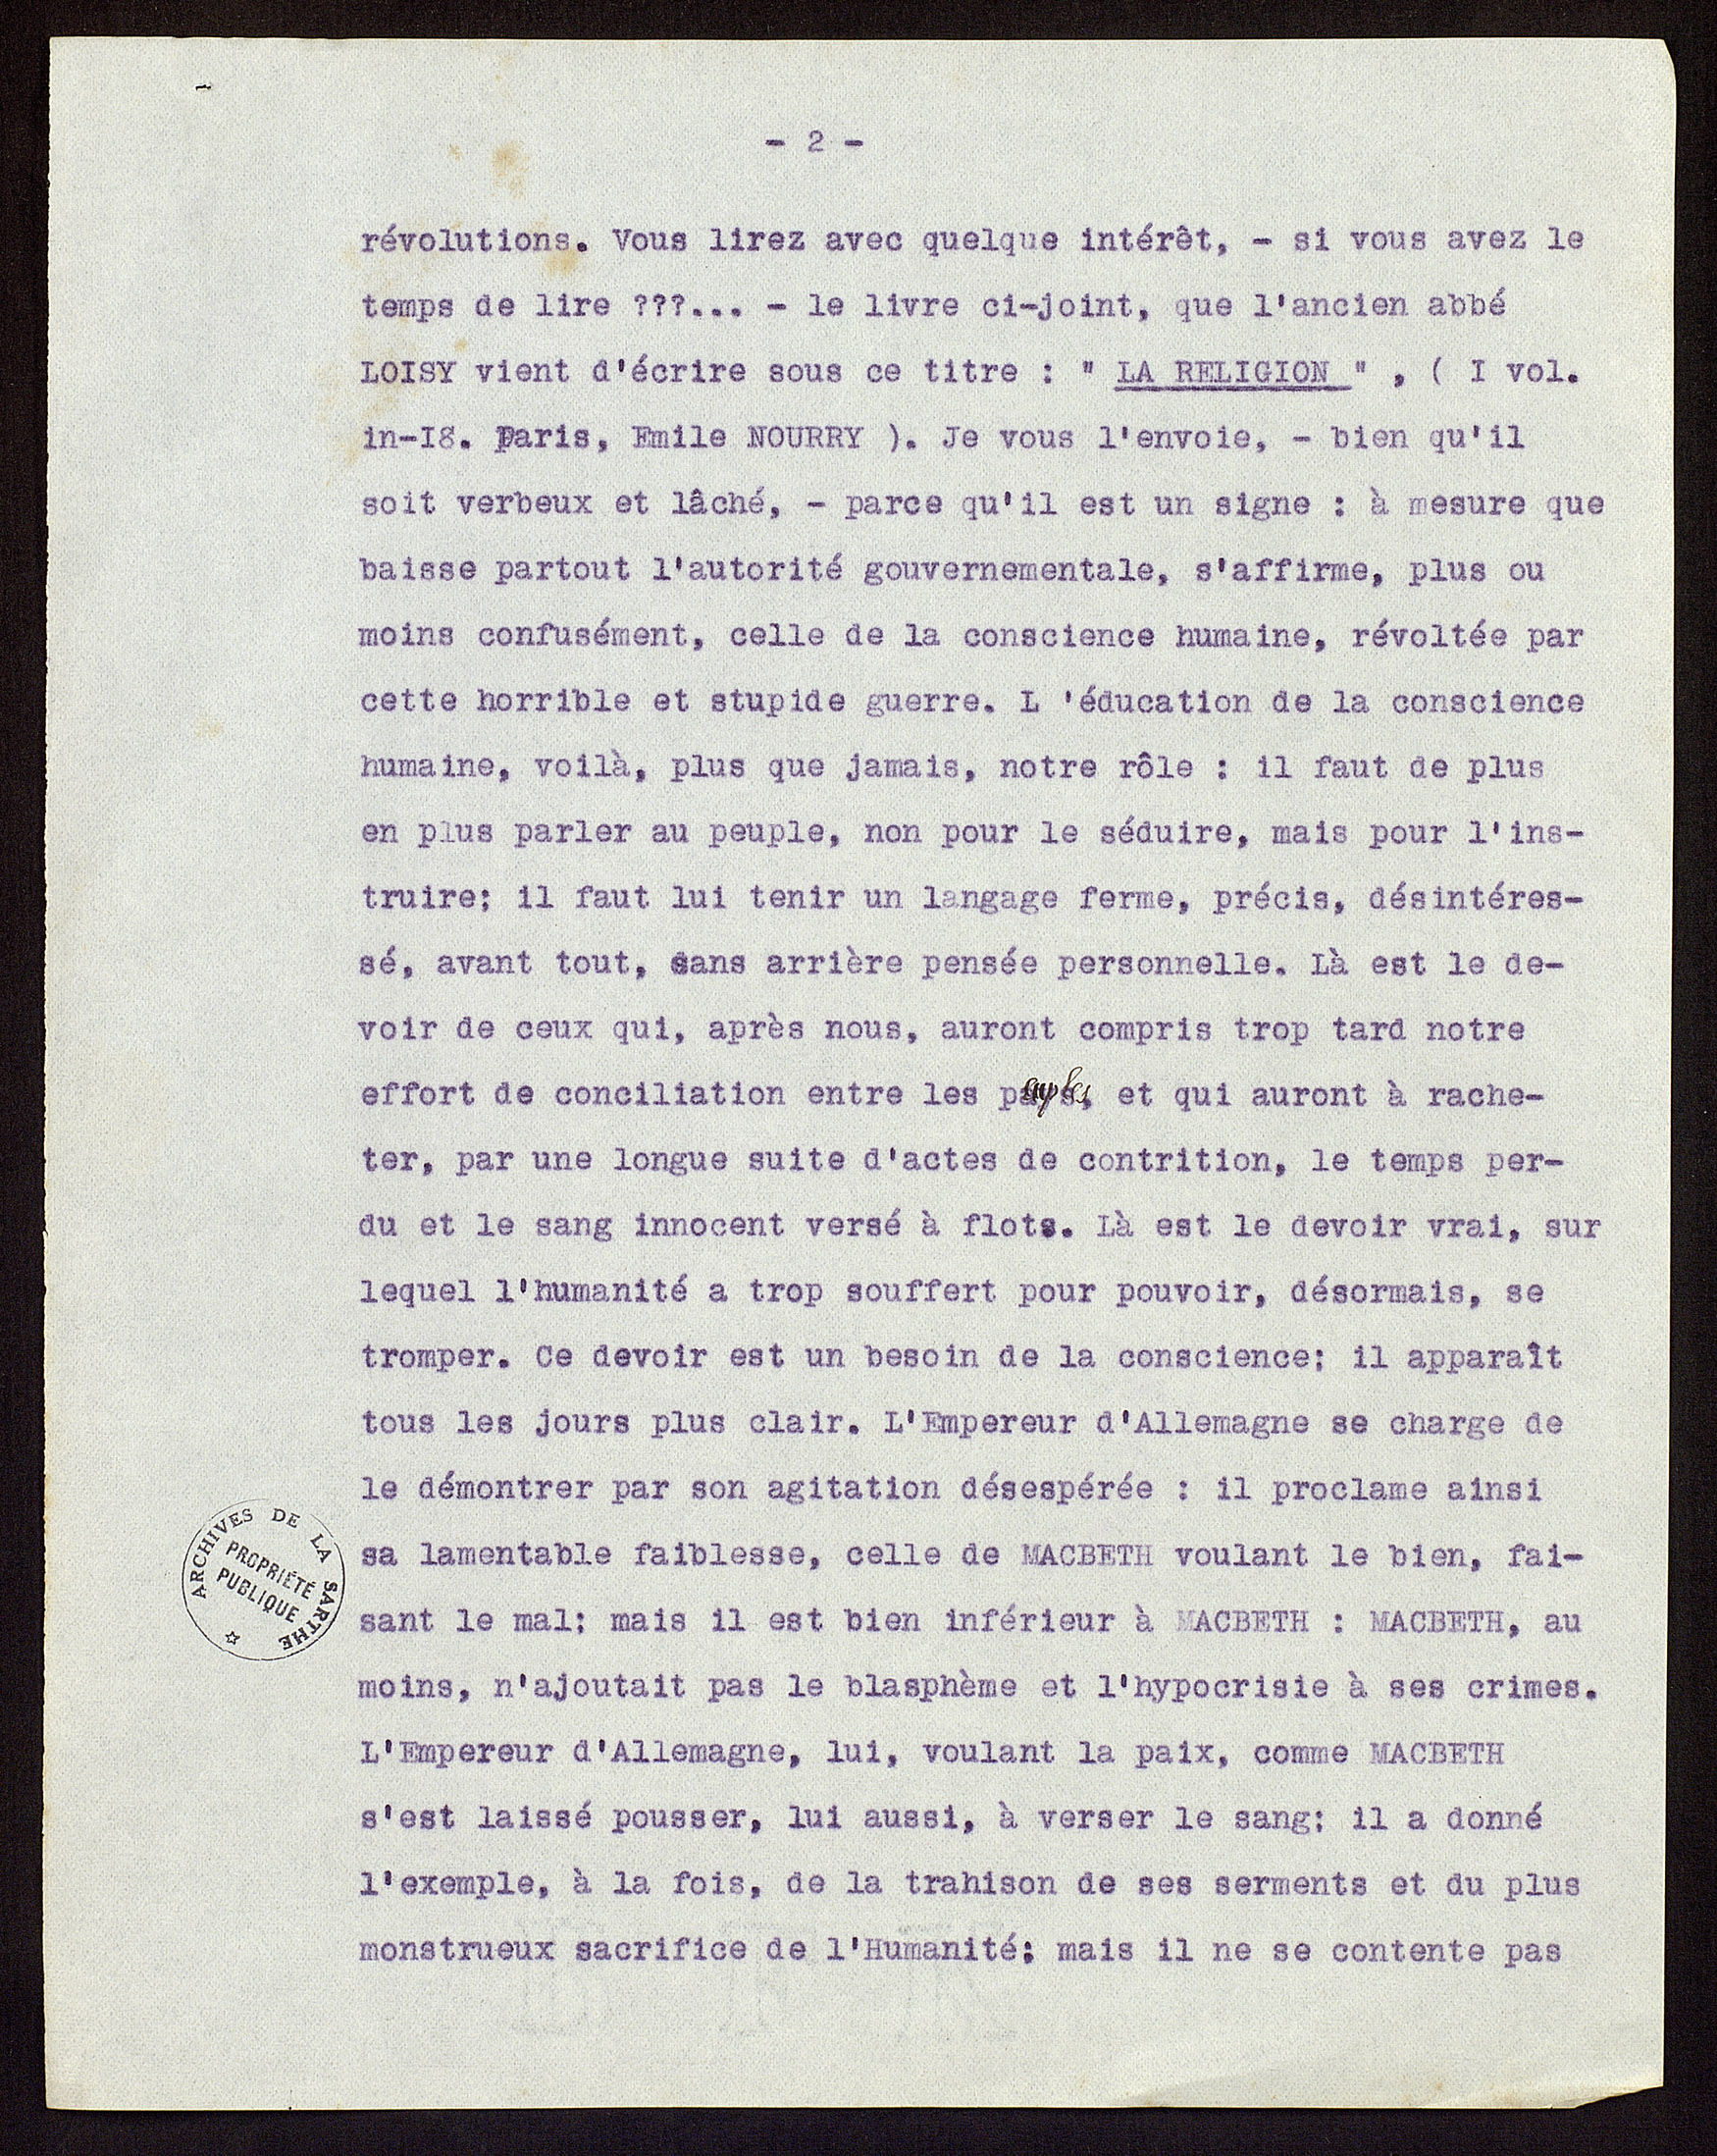 - 2 -
révolutions. Vous lirez avec quelque intérêt, - si vous avez le
temps de lire ???... - le livre ci-joint, que l'ancien abbé
LOISY vient d'écrire sous ce titre : " LA RELIGION " , ( I vol.
in-I8. Paris, Emile NOURRY ). Je vous l'envoie, - bien qu'il
soit verbeux et lâché, - parce qu'il est un signe : à mesure que
baisse partout l'autorité gouvernementale, s'affirme, plus ou
moins confusément, celle de la conscience humaine, révoltée par
cette horrible et stupide guerre. L 'éducation de la conscience
humaine, voilà, plus que jamais, notre rôle : il faut de plus
en plus parler au peuple, non pour le séduire, mais pour l'ins-
truire; il faut lui tenir un langage ferme, précis, désintéres-
sé, avant tout, sans arrière pensée personnelle. Là est le de-
voir de ceux qui, après nous, auront compris trop tard notre
effort de conciliation entre les peuples, et qui auront à rache-
ter, par une longue suite d'actes de contrition, le temps per-
du et le sang innocent versé à flots. Là est le devoir vrai, sur
lequel l'humanité a trop souffert pour pouvoir, désormais, se
tromper. Ce devoir est un besoin de la conscience; il apparaît
tous les jours plus clair. L'Empereur d'Allemagne se charge de
le démontrer par son agitation désespérée : il proclame ainsi
sa lamentable faiblesse, celle de MACBETH voulant le bien, fai-
sant le mal; mais il est bien inférieur à MACBETH : MACBETH, au
moins, n'ajoutait pas le blasphème et l'hypocrisie à ses crimes.
L'Empereur d'Allemagne, lui, voulant la paix, comme MACBETH
s'est laissé pousser, lui aussi, à verser le sang; il a donné
l'exemple, à la fois, de la trahison de ses serments et du plus
monstrueux sacrifice de l'Humanité; mais il ne se contente pas
ARCHIVES DE LA SARTHE
PROPRIÉTÉ
PUBLIQUE